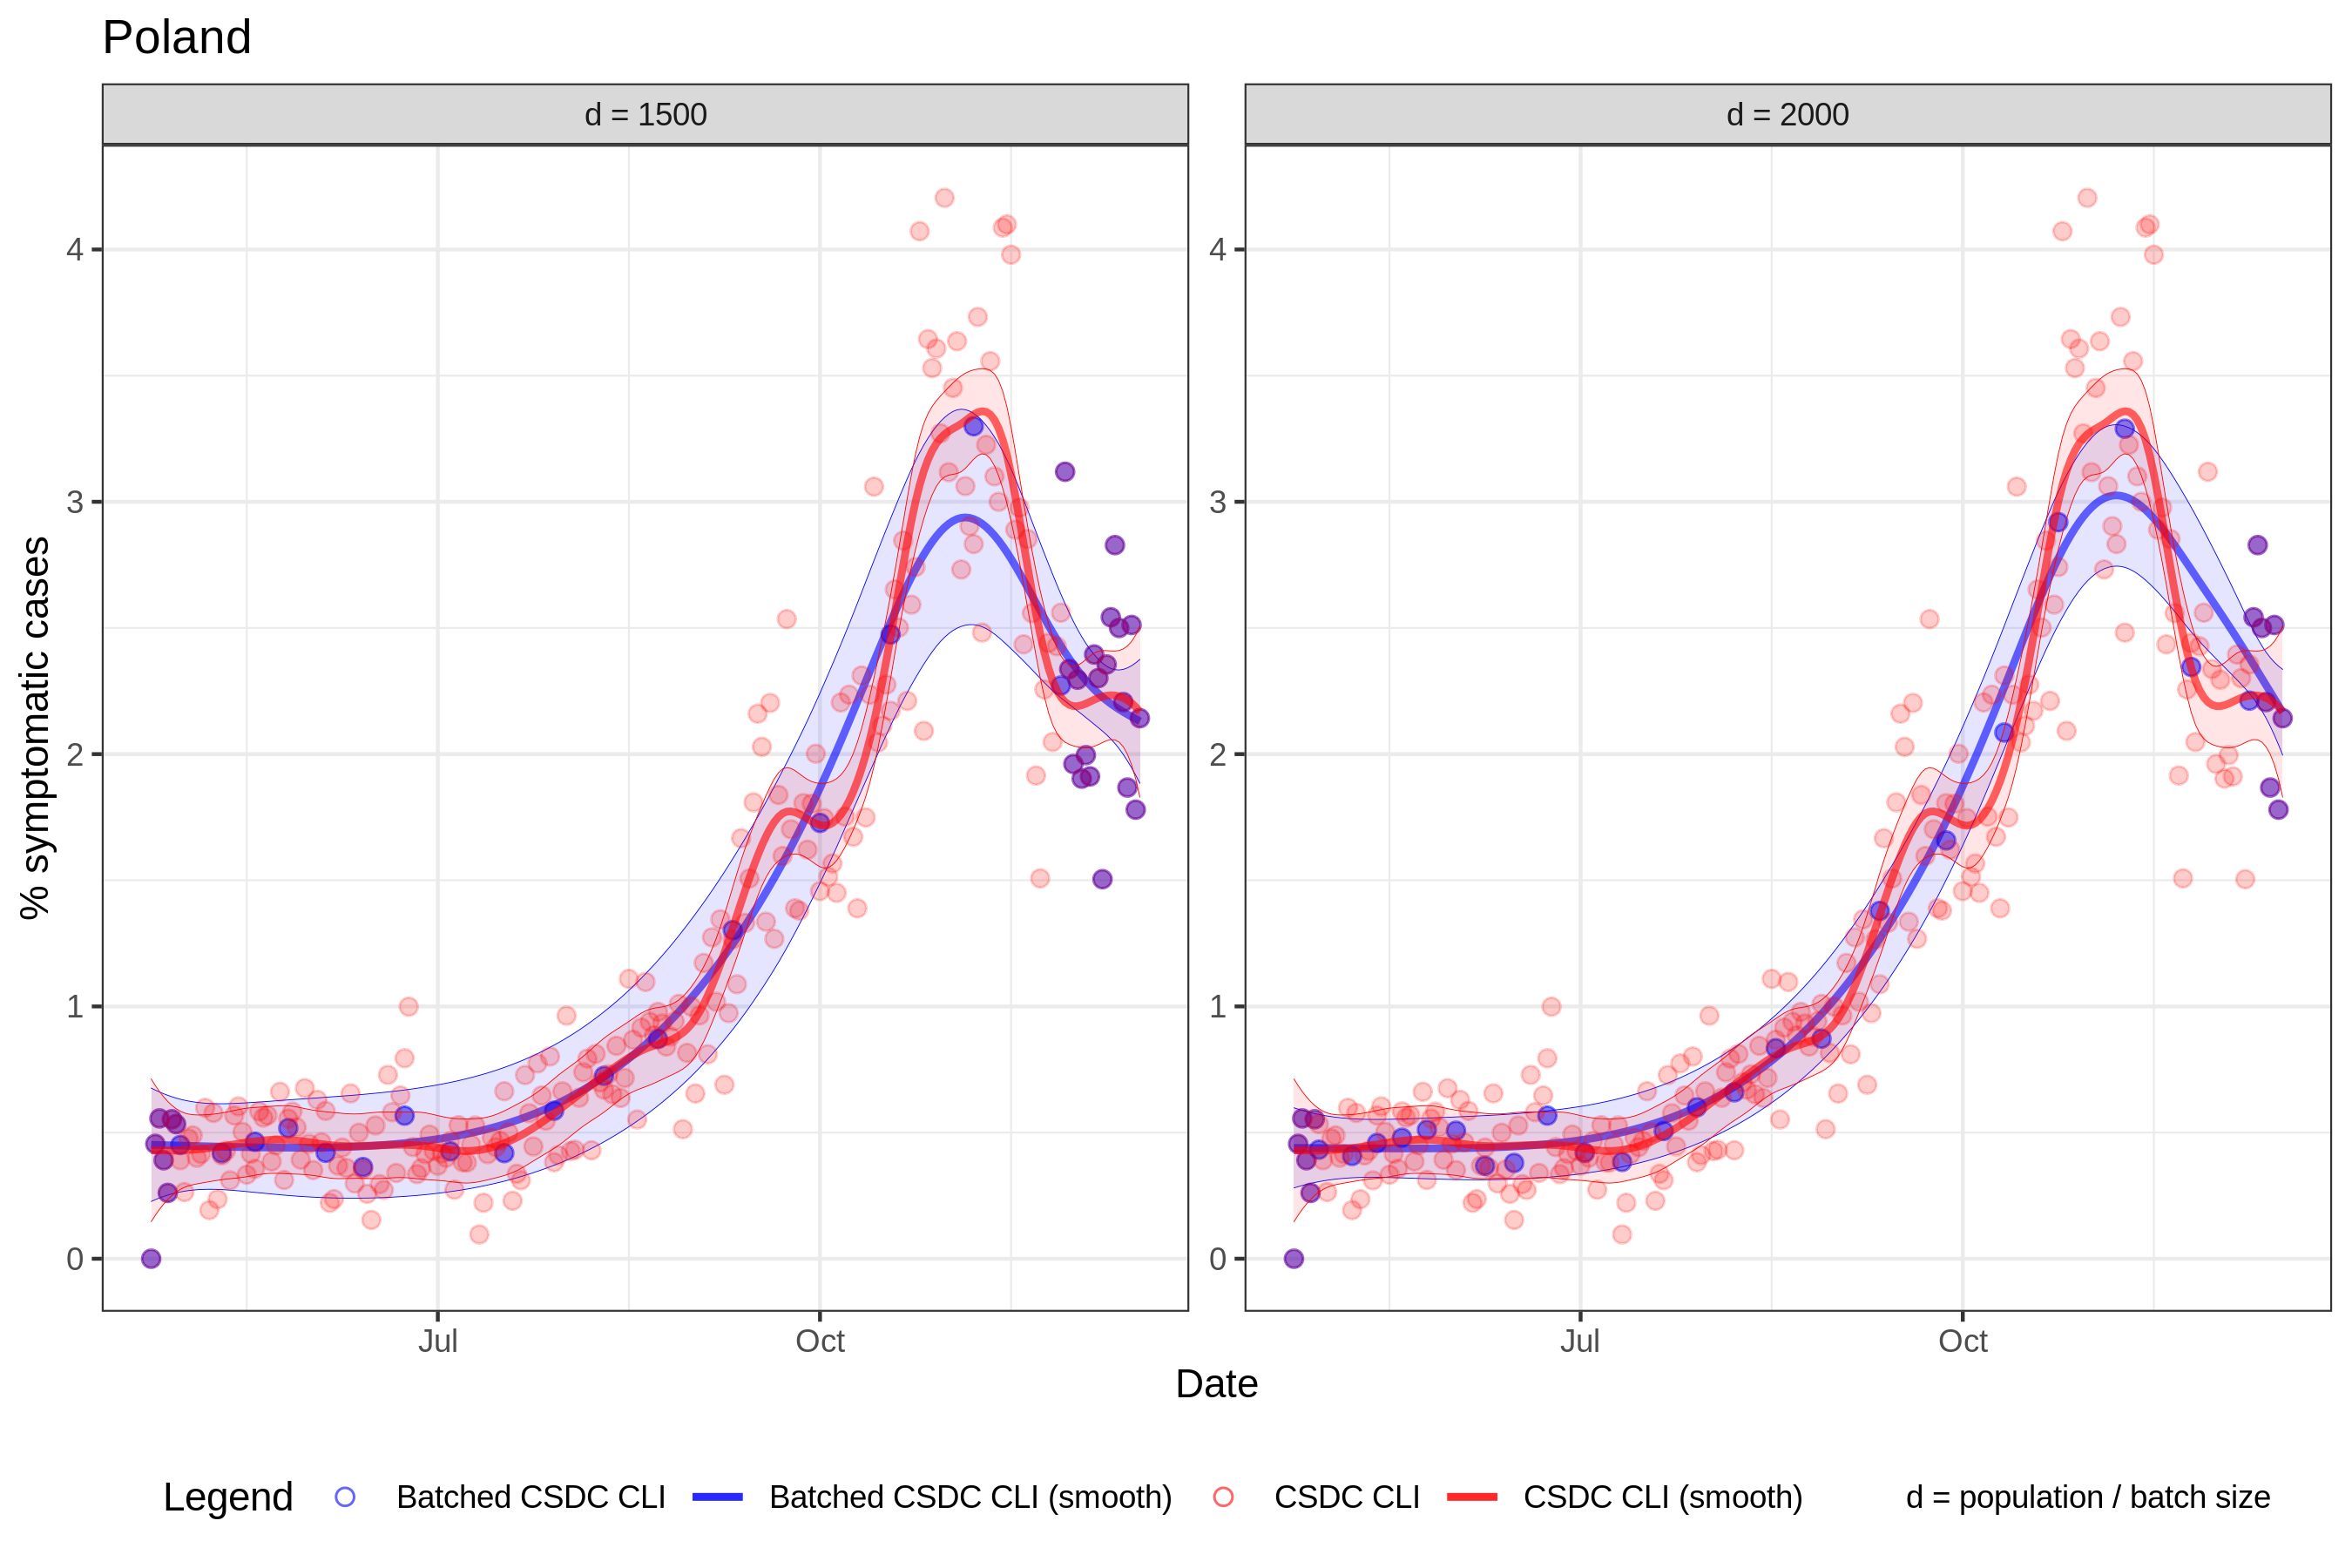 Poland
d = 1500
d = 2000
% symptomatic cases
4
3
2
1
0
4
3
2
1
0
Jul
Oct
Jul
Oct
Date
Legend
Batched CSDC CLI
Batched CSDC CLI (smooth)
CSDC CLI
CSDC CLI (smooth)
d = population / batch size